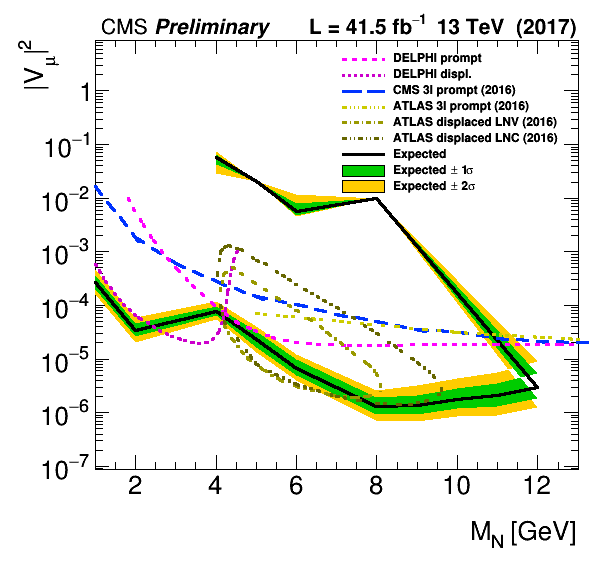 CMS Preliminary L = 41.5 fb⁻¹ 13 TeV (2017)
|V_μ|²
DELPHI prompt
DELPHI displ.
CMS 3l prompt (2016)
ATLAS 3l prompt (2016)
ATLAS displaced LNV (2016)
ATLAS displaced LNC (2016)
Expected
Expected ± 1σ
Expected ± 2σ
1
10⁻¹
10⁻²
10⁻³
10⁻⁴
10⁻⁵
10⁻⁶
10⁻⁷
2 4 6 8 10 12
M_N [GeV]